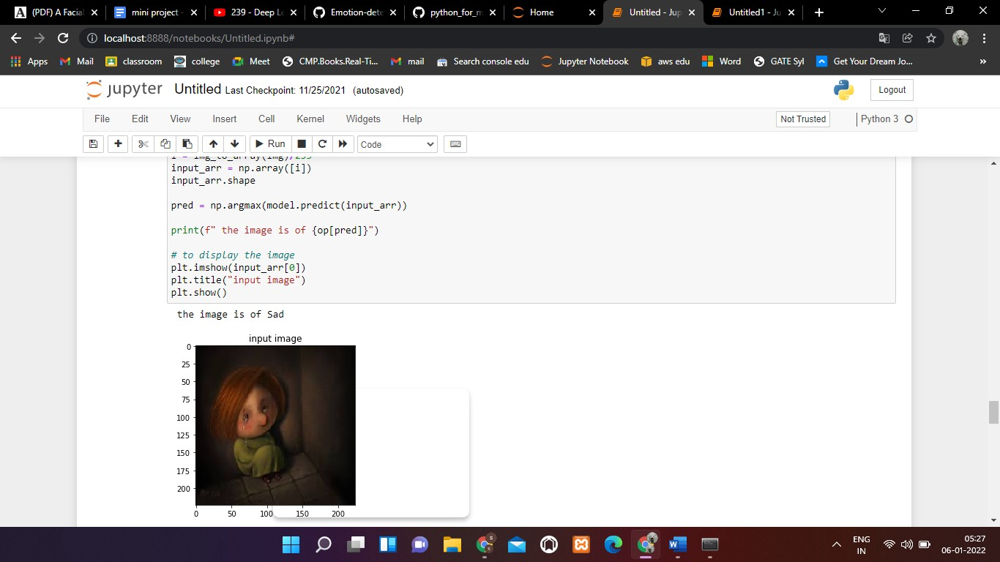 (PDF) A Facial
mini project -
239 - Deep Le
Emotion-dete
python_for_m
Home
Untitled - Jup
Untitled1 - Ju
localhost:8888/notebooks/Untitled.ipynb#
Apps
Mail
classroom
college
Meet
CMP.Books.Real-Ti...
mail
Search console edu
Jupyter Notebook
aws edu
Word
GATE Syl
Get Your Dream Jo...
»
jupyter Untitled Last Checkpoint: 11/25/2021 (autosaved)
Logout
File Edit View Insert Cell Kernel Widgets Help
Not Trusted
Python 3
Run
Code
i = img_to_array(img)/255
input_arr = np.array([i])
input_arr.shape
pred = np.argmax(model.predict(input_arr))
print(f" the image is of {op[pred]}")
# to display the image
plt.imshow(input_arr[0])
plt.title("input image")
plt.show()
the image is of Sad
input image
0
25
50
75
100
125
150
175
200
0 50 100 150 200
ENG
IN
05:27
06-01-2022